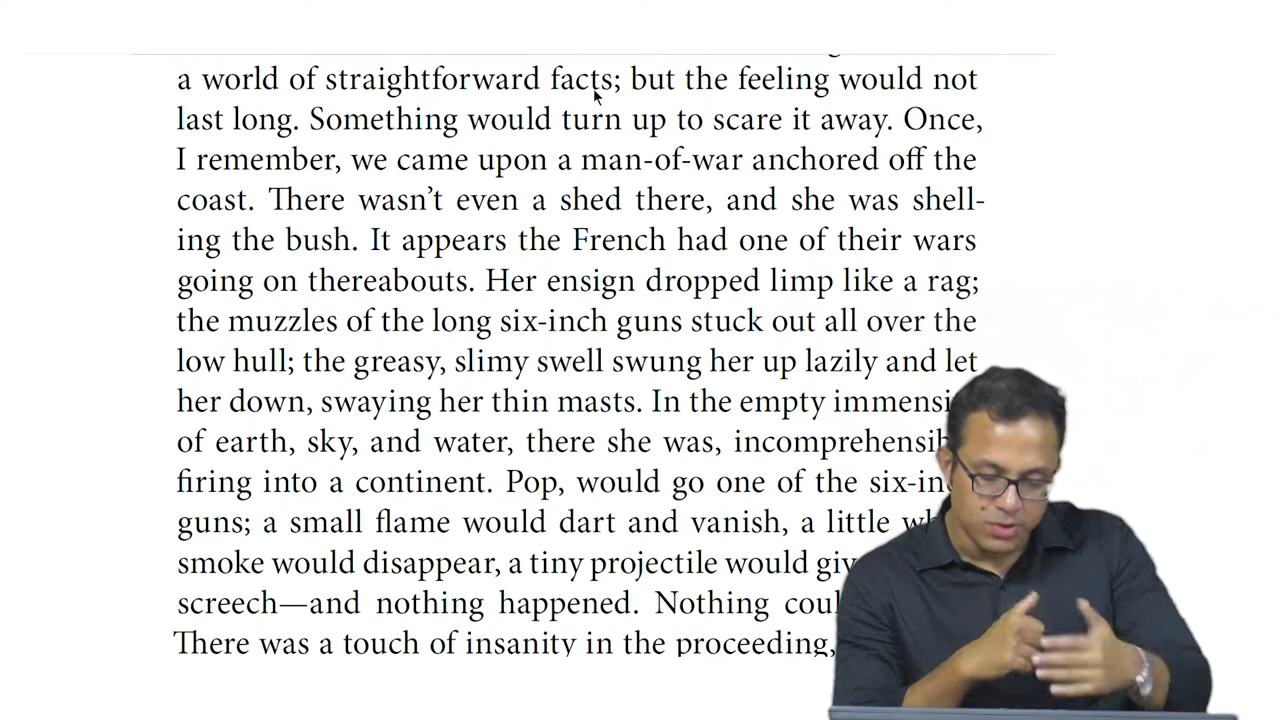 a world of straightforward facts; but the feeling would not
last long. Something would turn up to scare it away. Once,
I remember, we came upon a man-of-war anchored off the
coast. There wasn’t even a shed there, and she was shell-
ing the bush. It appears the French had one of their wars
going on thereabouts. Her ensign dropped limp like a rag;
the muzzles of the long six-inch guns stuck out all over the
low hull; the greasy, slimy swell swung her up lazily and let
her down, swaying her thin masts. In the empty
of earth, sky, and water, there she was,
firing into a continent. Pop, would go one of the
guns; a small flame would dart and vanish, a little
smoke would disappear, a tiny projectile would
screech—and nothing happened. Nothing
There was a touch of insanity in the proceeding,